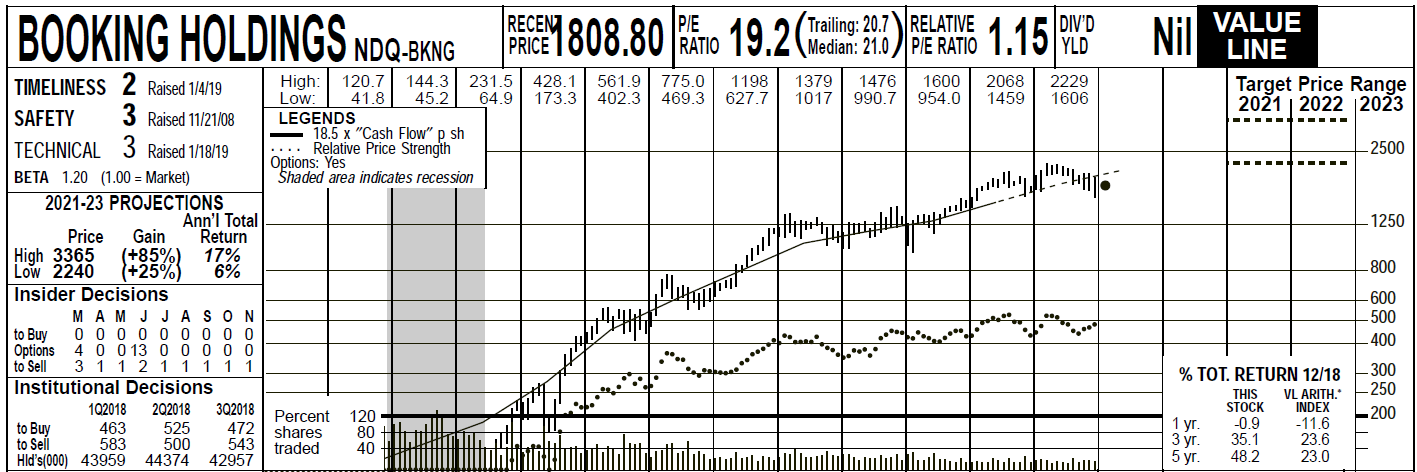 BOOKING HOLDINGS NDQ-BKNG
RECENT PRICE 1808.80
P/E RATIO 19.2 (Trailing: 20.7 Median: 21.0)
RELATIVE P/E RATIO 1.15
DIV'D YLD Nil
VALUE LINE
TIMELINESS 2 Raised 1/4/19
SAFETY 3 Raised 11/21/08
TECHNICAL 3 Raised 1/18/19
BETA 1.20 (1.00 = Market)
2021-23 PROJECTIONS
Ann'l Total
Price Gain Return
High 3365 (+85%) 17%
Low 2240 (+25%) 6%
Insider Decisions
M A M J J A S O N
to Buy 0 0 0 0 0 0 0 0 0
Options 4 0 0 13 0 0 0 0 0
to Sell 3 1 1 2 1 1 1 1 1
Institutional Decisions
1Q2018 2Q2018 3Q2018
to Buy 463 525 472
to Sell 583 500 543
Hld's(000) 43959 44374 42957
High: 120.7 144.3 231.5 428.1 561.9 775.0 1198 1379 1476 1600 2068 2229
Low: 41.8 45.2 64.9 173.3 402.3 469.3 627.7 1017 990.7 954.0 1459 1606
LEGENDS
18.5 x "Cash Flow" p sh
. . . . Relative Price Strength
Options: Yes
Shaded area indicates recession
Percent shares traded
120
80
40
Target Price Range
2021 2022 2023
2500
1250
800
600
500
400
300
250
200
% TOT. RETURN 12/18
THIS STOCK VL ARITH.* INDEX
1 yr. -0.9 -11.6
3 yr. 35.1 23.6
5 yr. 48.2 23.0